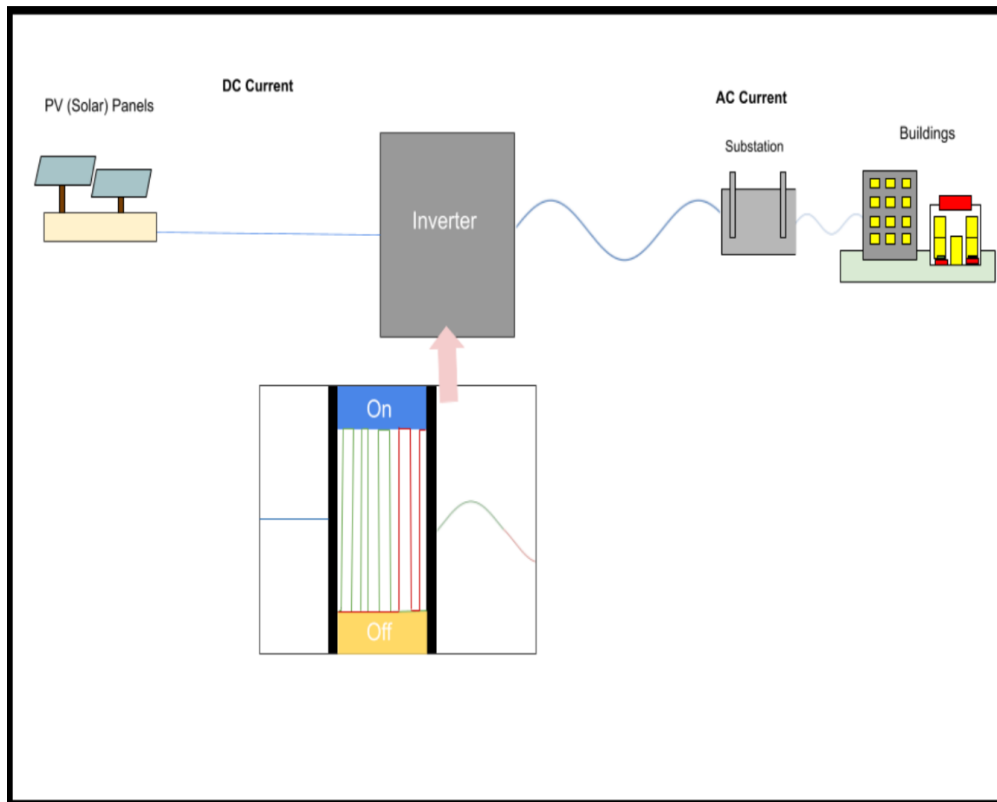 DC Current
PV (Solar) Panels
AC Current
Substation
Buildings
Inverter
On
Off